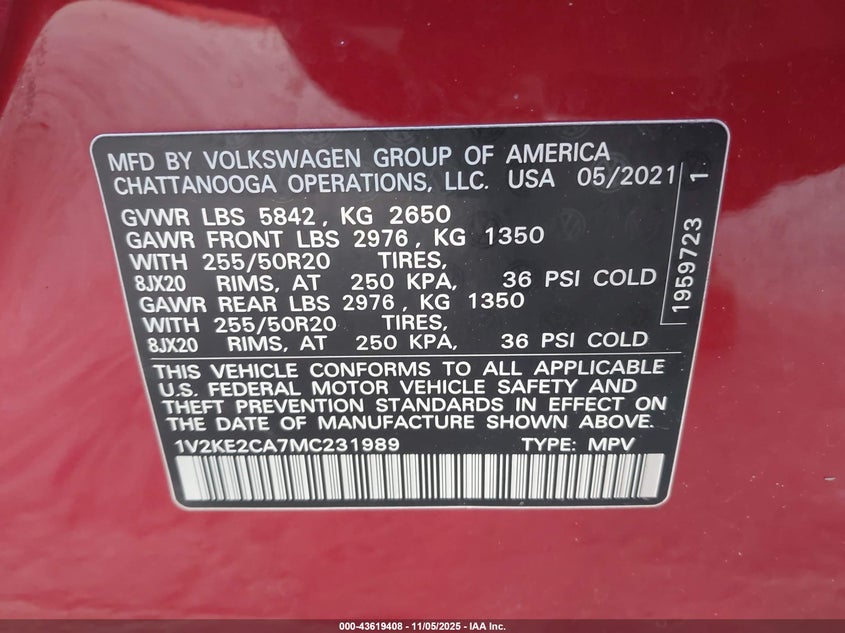 MFD BY VOLKSWAGEN GROUP OF AMERICA
CHATTANOOGA OPERATIONS, LLC. USA 05/2021
GVWR LBS 5842, KG 2650
GAWR FRONT LBS 2976, KG 1350
WITH 255/50R20 TIRES,
8JX20 RIMS, AT 250 KPA, 36 PSI COLD
GAWR REAR LBS 2976, KG 1350
WITH 255/50R20 TIRES,
8JX20 RIMS, AT 250 KPA, 36 PSI COLD
THIS VEHICLE CONFORMS TO ALL APPLICABLE
U.S. FEDERAL MOTOR VEHICLE SAFETY AND
THEFT PREVENTION STANDARDS IN EFFECT ON
THE DATE OF MANUFACTURE SHOWN ABOVE.
1V2KE2CA7MC231989 TYPE: MPV
1959723 1
000-43619408 - 11/05/2025 - IAA Inc.